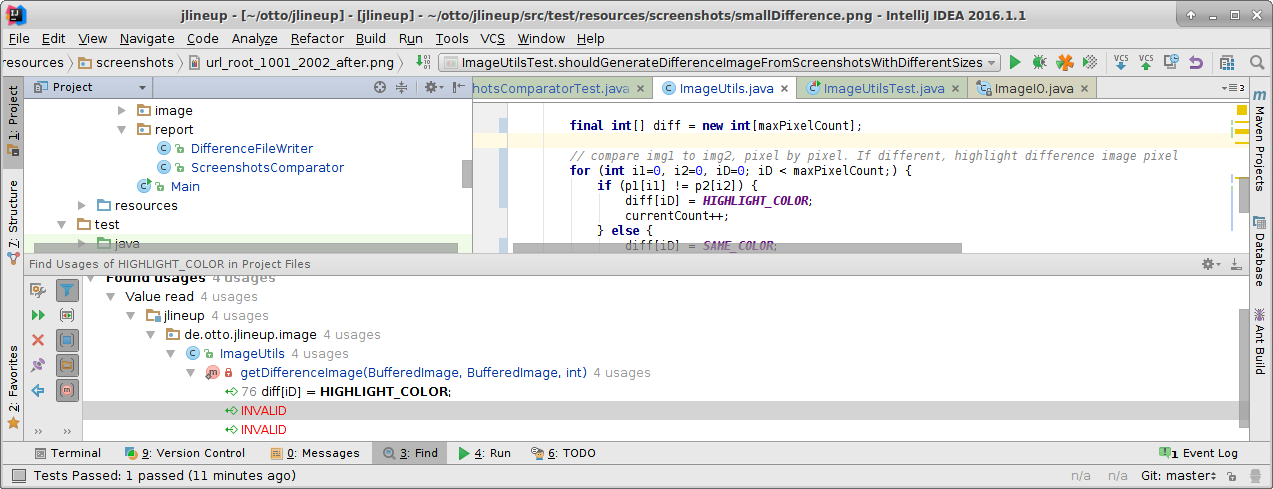 jlineup - [~/otto/jlineup] - [jlineup] - ~/otto/jlineup/src/test/resources/screenshots/smallDifference.png - IntelliJ IDEA 2016.1.1
File Edit View Navigate Code Analyze Refactor Build Run Tools VCS Window Help
resources screenshots url_root_1001_2002_after.png ImageUtilsTest.shouldGenerateDifferenceImageFromScreenshotsWithDifferentSizes VCS VCS
1: Project
7: Structure
2: Favorites
Project
image
report
DifferenceFileWriter
ScreenshotsComparator
Main
resources
test
java
hotsComparatorTest.java ImageUtils.java ImageUtilsTest.java ImageIO.java 3
final int[] diff = new int[maxPixelCount];
// compare img1 to img2, pixel by pixel. If different, highlight difference image pixel
for (int i1=0, i2=0, iD=0; iD < maxPixelCount;) {
if (p1[i1] != p2[i2]) {
diff[iD] = HIGHLIGHT_COLOR;
currentCount++;
} else {
diff[iD] = SAME_COLOR;
Maven Projects
Database
Ant Build
Find Usages of HIGHLIGHT_COLOR in Project Files
Found usages 4 usages
Value read 4 usages
jlineup 4 usages
de.otto.jlineup.image 4 usages
ImageUtils 4 usages
getDifferenceImage(BufferedImage, BufferedImage, int) 4 usages
76 diff[iD] = HIGHLIGHT_COLOR;
INVALID
INVALID
Terminal 9: Version Control 0: Messages 3: Find 4: Run 6: TODO 1 Event Log
Tests Passed: 1 passed (11 minutes ago) n/a n/a Git: master